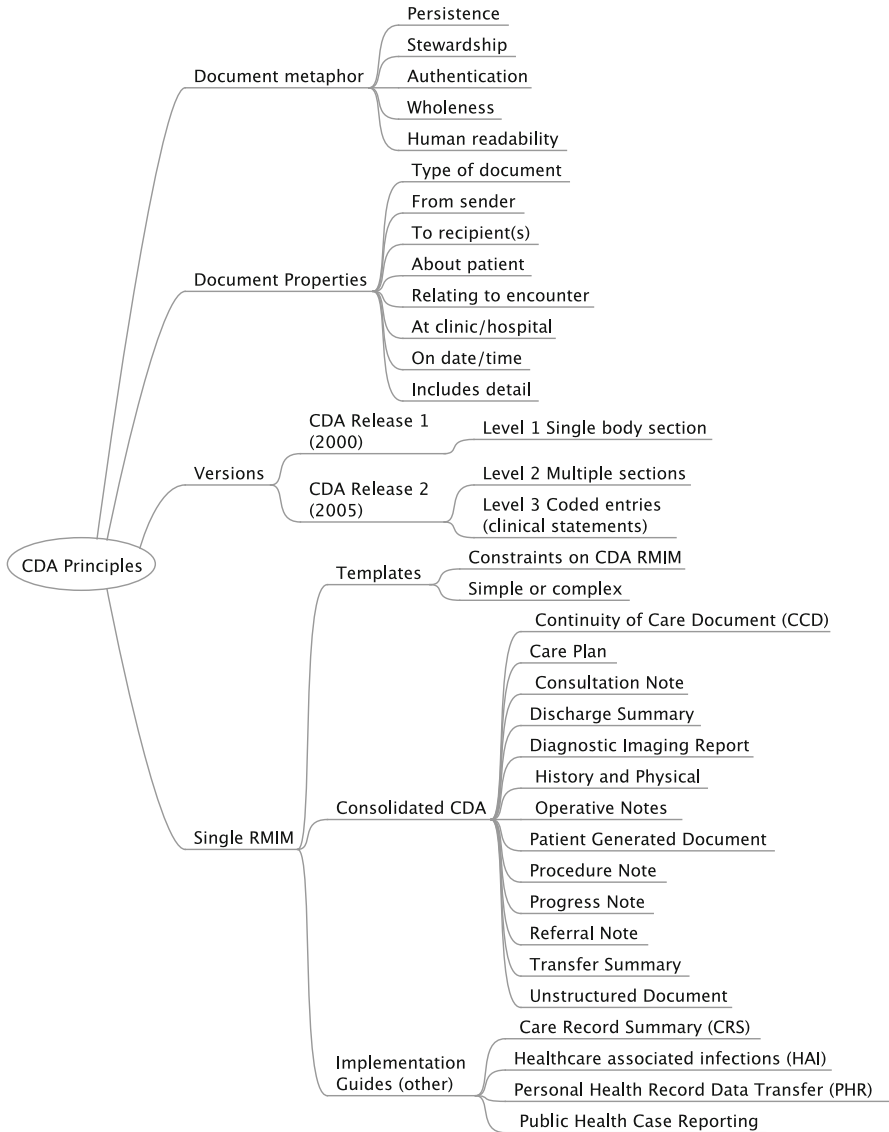 Persistence
Stewardship
Document metaphor
Authentication
Wholeness
Human readability
Type of document
From sender
To recipient(s)
About patient
Document Properties
Relating to encounter
At clinic/hospital
On date/time
Includes detail
CDA Release 1
(2000)
Level 1 Single body section
Versions
CDA Release 2
(2005)
Level 2 Multiple sections
Level 3 Coded entries
(clinical statements)
CDA Principles
Templates
Constraints on CDA RMIM
Simple or complex
Continuity of Care Document (CCD)
Care Plan
Consultation Note
Discharge Summary
Diagnostic Imaging Report
History and Physical
Consolidated CDA
Operative Notes
Single RMIM
Patient Generated Document
Procedure Note
Progress Note
Referral Note
Transfer Summary
Unstructured Document
Implementation
Guides (other)
Care Record Summary (CRS)
Healthcare associated infections (HAI)
Personal Health Record Data Transfer (PHR)
Public Health Case Reporting